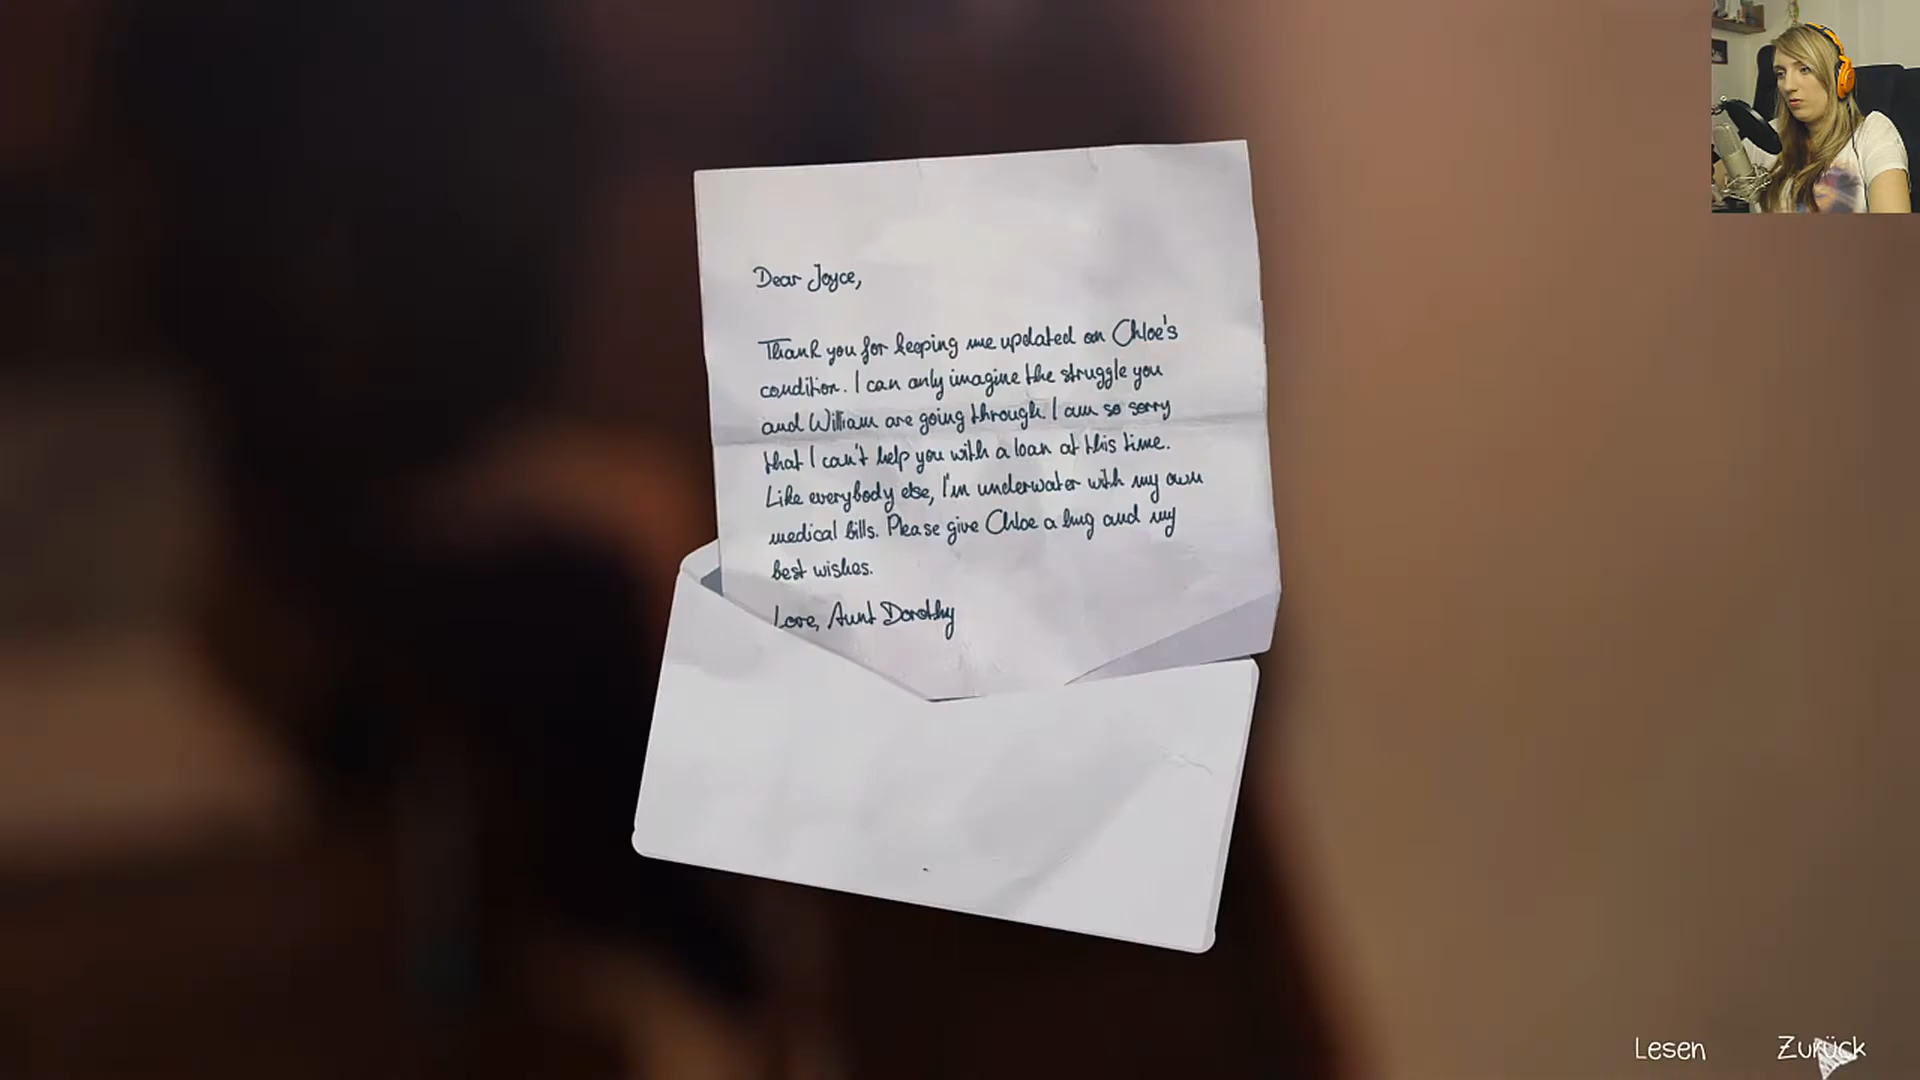 Dear Joyce,
Thank you for keeping me updated on Chloe's
condition. I can only imagine the struggle you
and William are going through. I am so sorry
that I can't help you with a loan at this time.
Like everybody else, I'm underwater with my own
medical bills. Please give Chloe a hug and my
best wishes.
Love, Aunt Dorothy
Lesen Zurück